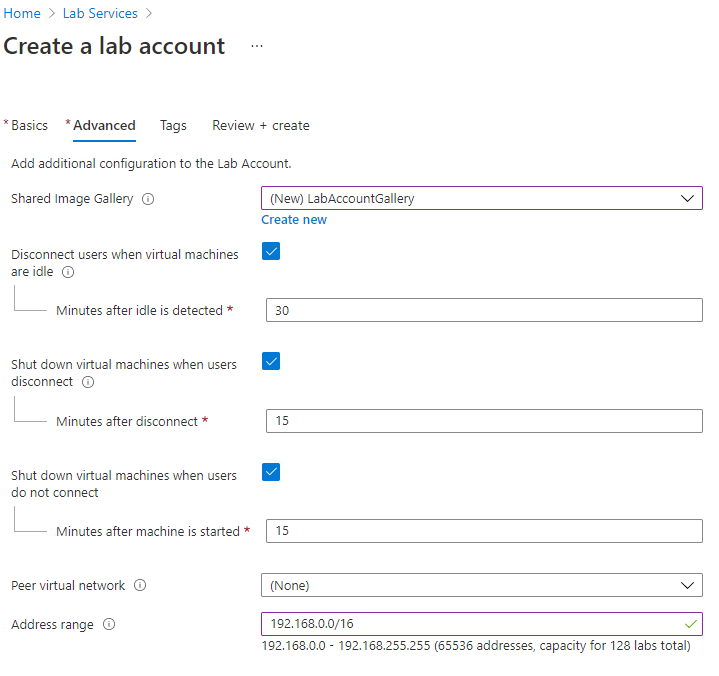 Home > Lab Services >
Create a lab account ...
* Basics * Advanced Tags Review + create
Add additional configuration to the Lab Account.
Shared Image Gallery (New) LabAccountGallery
Create new
Disconnect users when virtual machines
are idle
Minutes after idle is detected * 30
Shut down virtual machines when users
disconnect
Minutes after disconnect * 15
Shut down virtual machines when users
do not connect
Minutes after machine is started * 15
Peer virtual network (None)
Address range 192.168.0.0/16
192.168.0.0 - 192.168.255.255 (65536 addresses, capacity for 128 labs total)